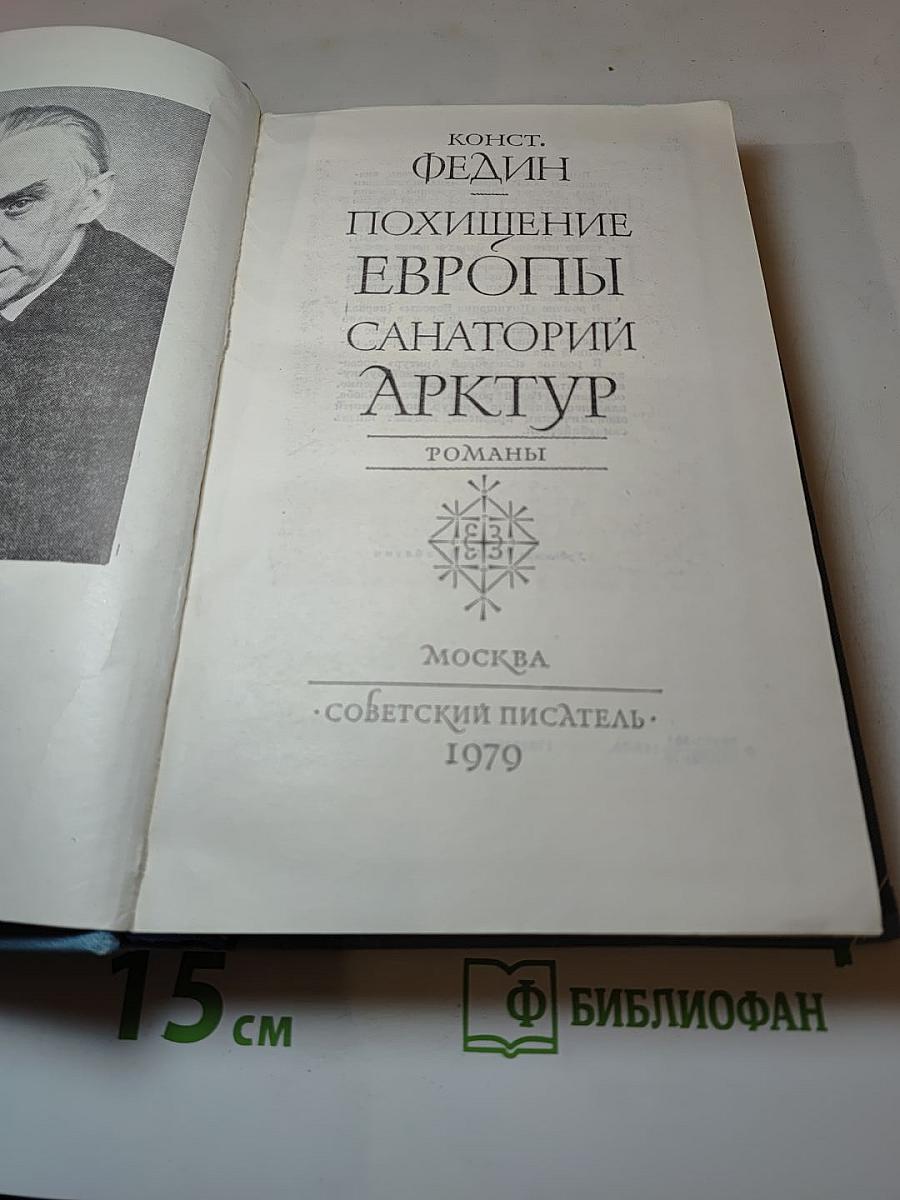 КОНСТ.
ФЕДИН
ПОХИЩЕНИЕ
ЕВРОПЫ
САНАТОРИЙ
АРКТУР
РОМАНЫ
МОСКВА
·СОВЕТСКИЙ ПИСАТЕЛЬ·
1979
15 см
Ф БИБЛИОФАН